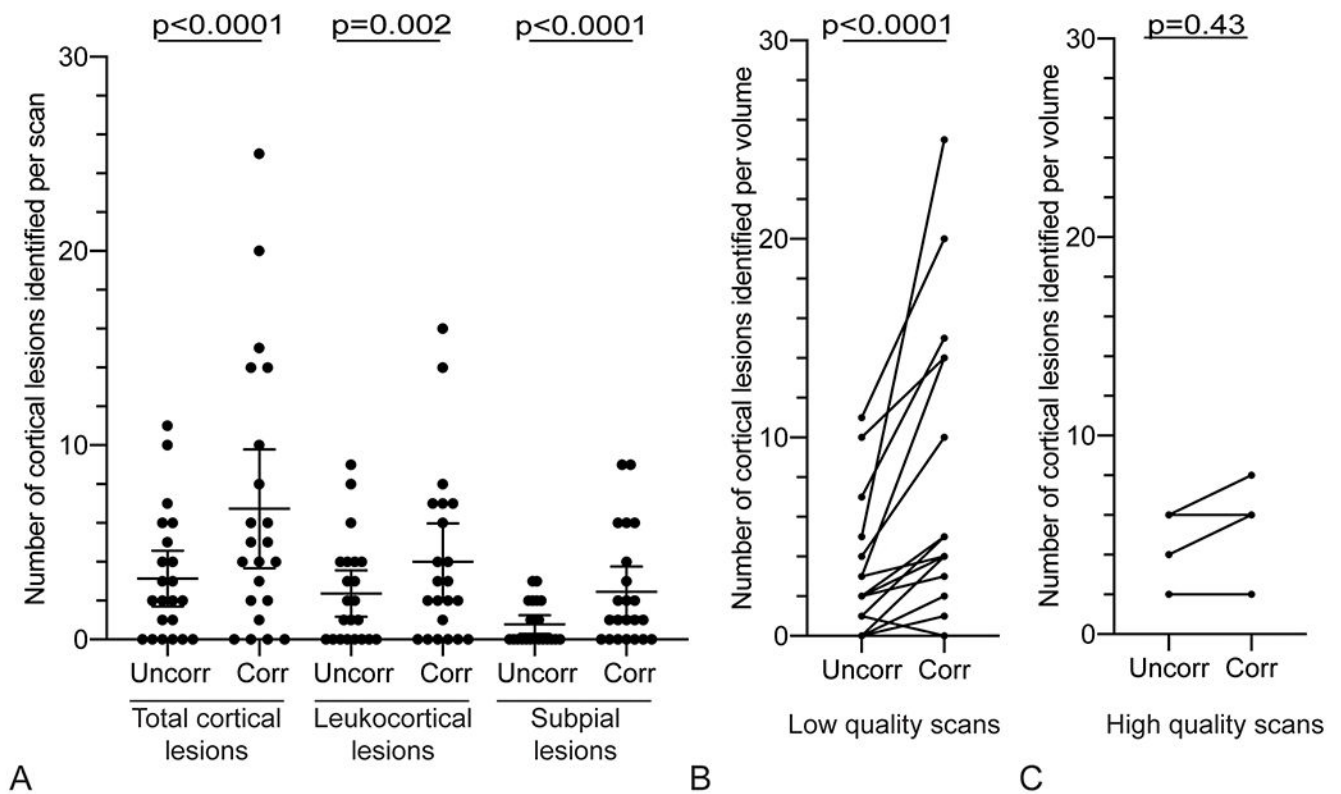 p<0.0001 p=0.002 p<0.0001
Number of cortical lesions identified per scan
30
20
10
0
Uncorr Corr Uncorr Corr Uncorr Corr
Total cortical
lesions
Leukocortical
lesions
Subpial
lesions
A
p<0.0001
Number of cortical lesions identified per volume
30
20
10
0
Uncorr Corr
Low quality scans
B
p=0.43
Number of cortical lesions identified per volume
30
20
10
0
Uncorr Corr
High quality scans
C